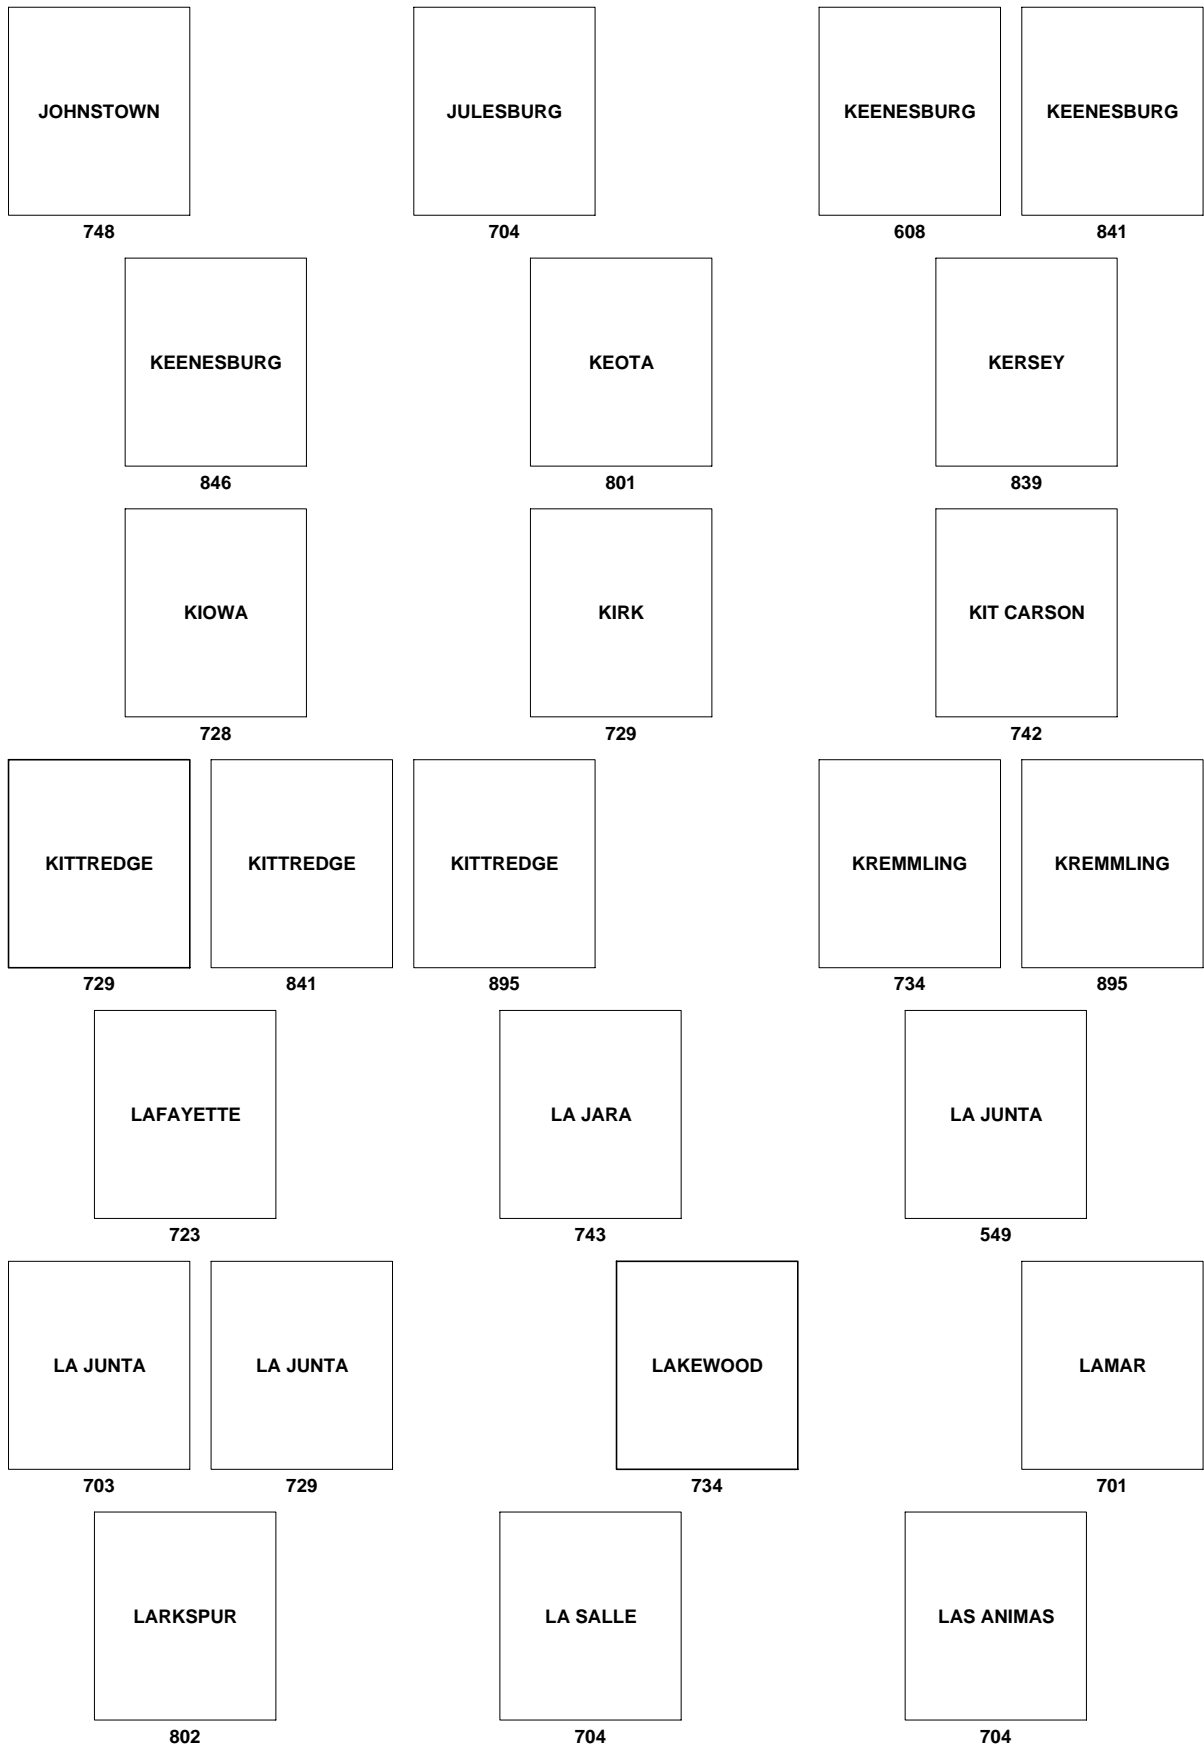 JOHNSTOWN JULESBURG KEENESBURG KEENESBURG
748 704 608 841
KEENESBURG KEOTA KERSEY
846 801 839
KIOWA KIRK KIT CARSON
728 729 742
KITTREDGE KITTREDGE KITTREDGE KREMMLING KREMMLING
729 841 895 734 895
LAFAYETTE LA JARA LA JUNTA
723 743 549
LA JUNTA LA JUNTA LAKEWOOD LAMAR
703 729 734 701
LARKSPUR LA SALLE LAS ANIMAS
802 704 704